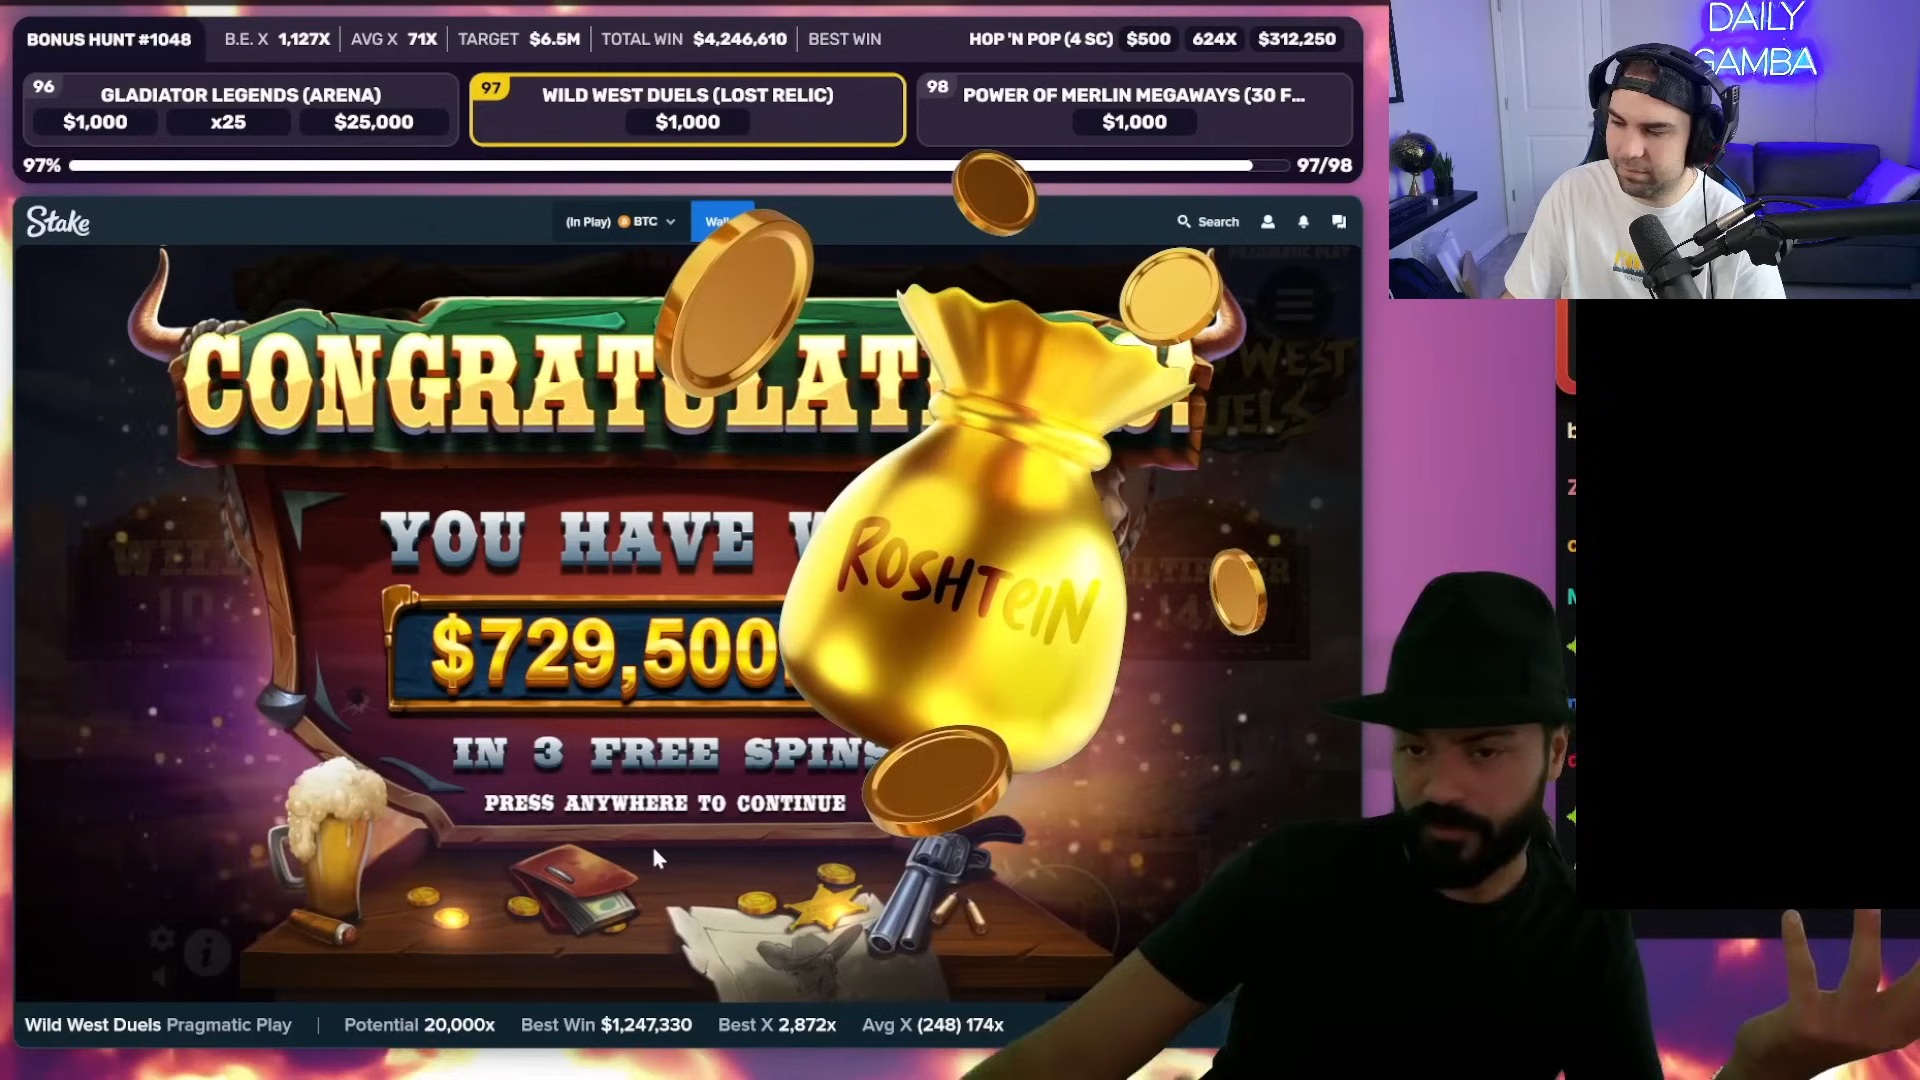 BONUS HUNT #1048 B.E. X 1,127X AVG X 71X TARGET $6.5M TOTAL WIN $4,246,610 BEST WIN HOP 'N POP (4 SC) $500 624X $312,250
96 GLADIATOR LEGENDS (ARENA)
$1,000 x25 $25,000
97 WILD WEST DUELS (LOST RELIC)
$1,000
98 POWER OF MERLIN MEGAWAYS (30 F...
$1,000
97% 97/98
DAILY
GAMBA
Stake (In Play) BTC Search
YOU HAVE
ROSHTEIN
$729,500
IN 3 FREE SPINS
PRESS ANYWHERE TO CONTINUE
Wild West Duels Pragmatic Play | Potential 20,000x Best Win $1,247,330 Best X 2,872x Avg X (248) 174x